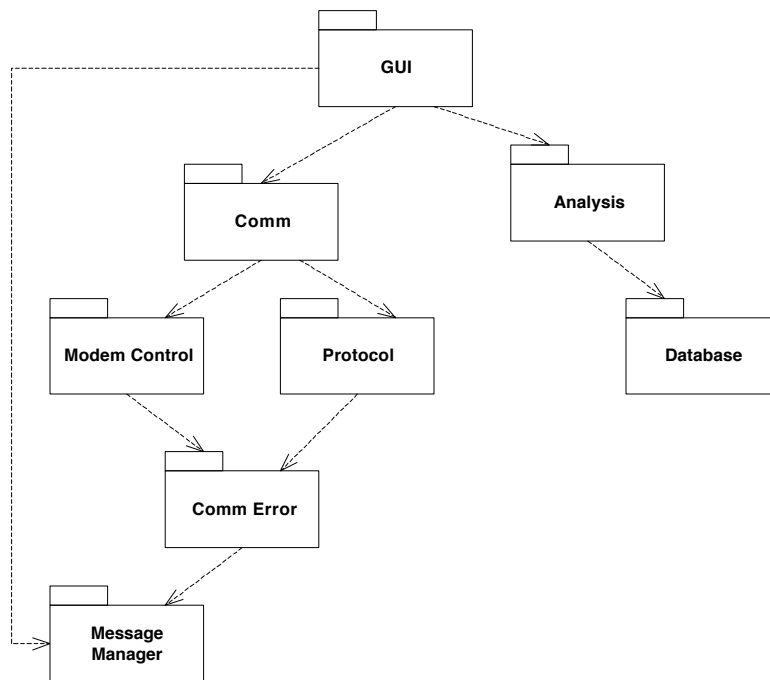 GUI
Comm
Analysis
Modem Control
Protocol
Database
Comm Error
Message
Manager